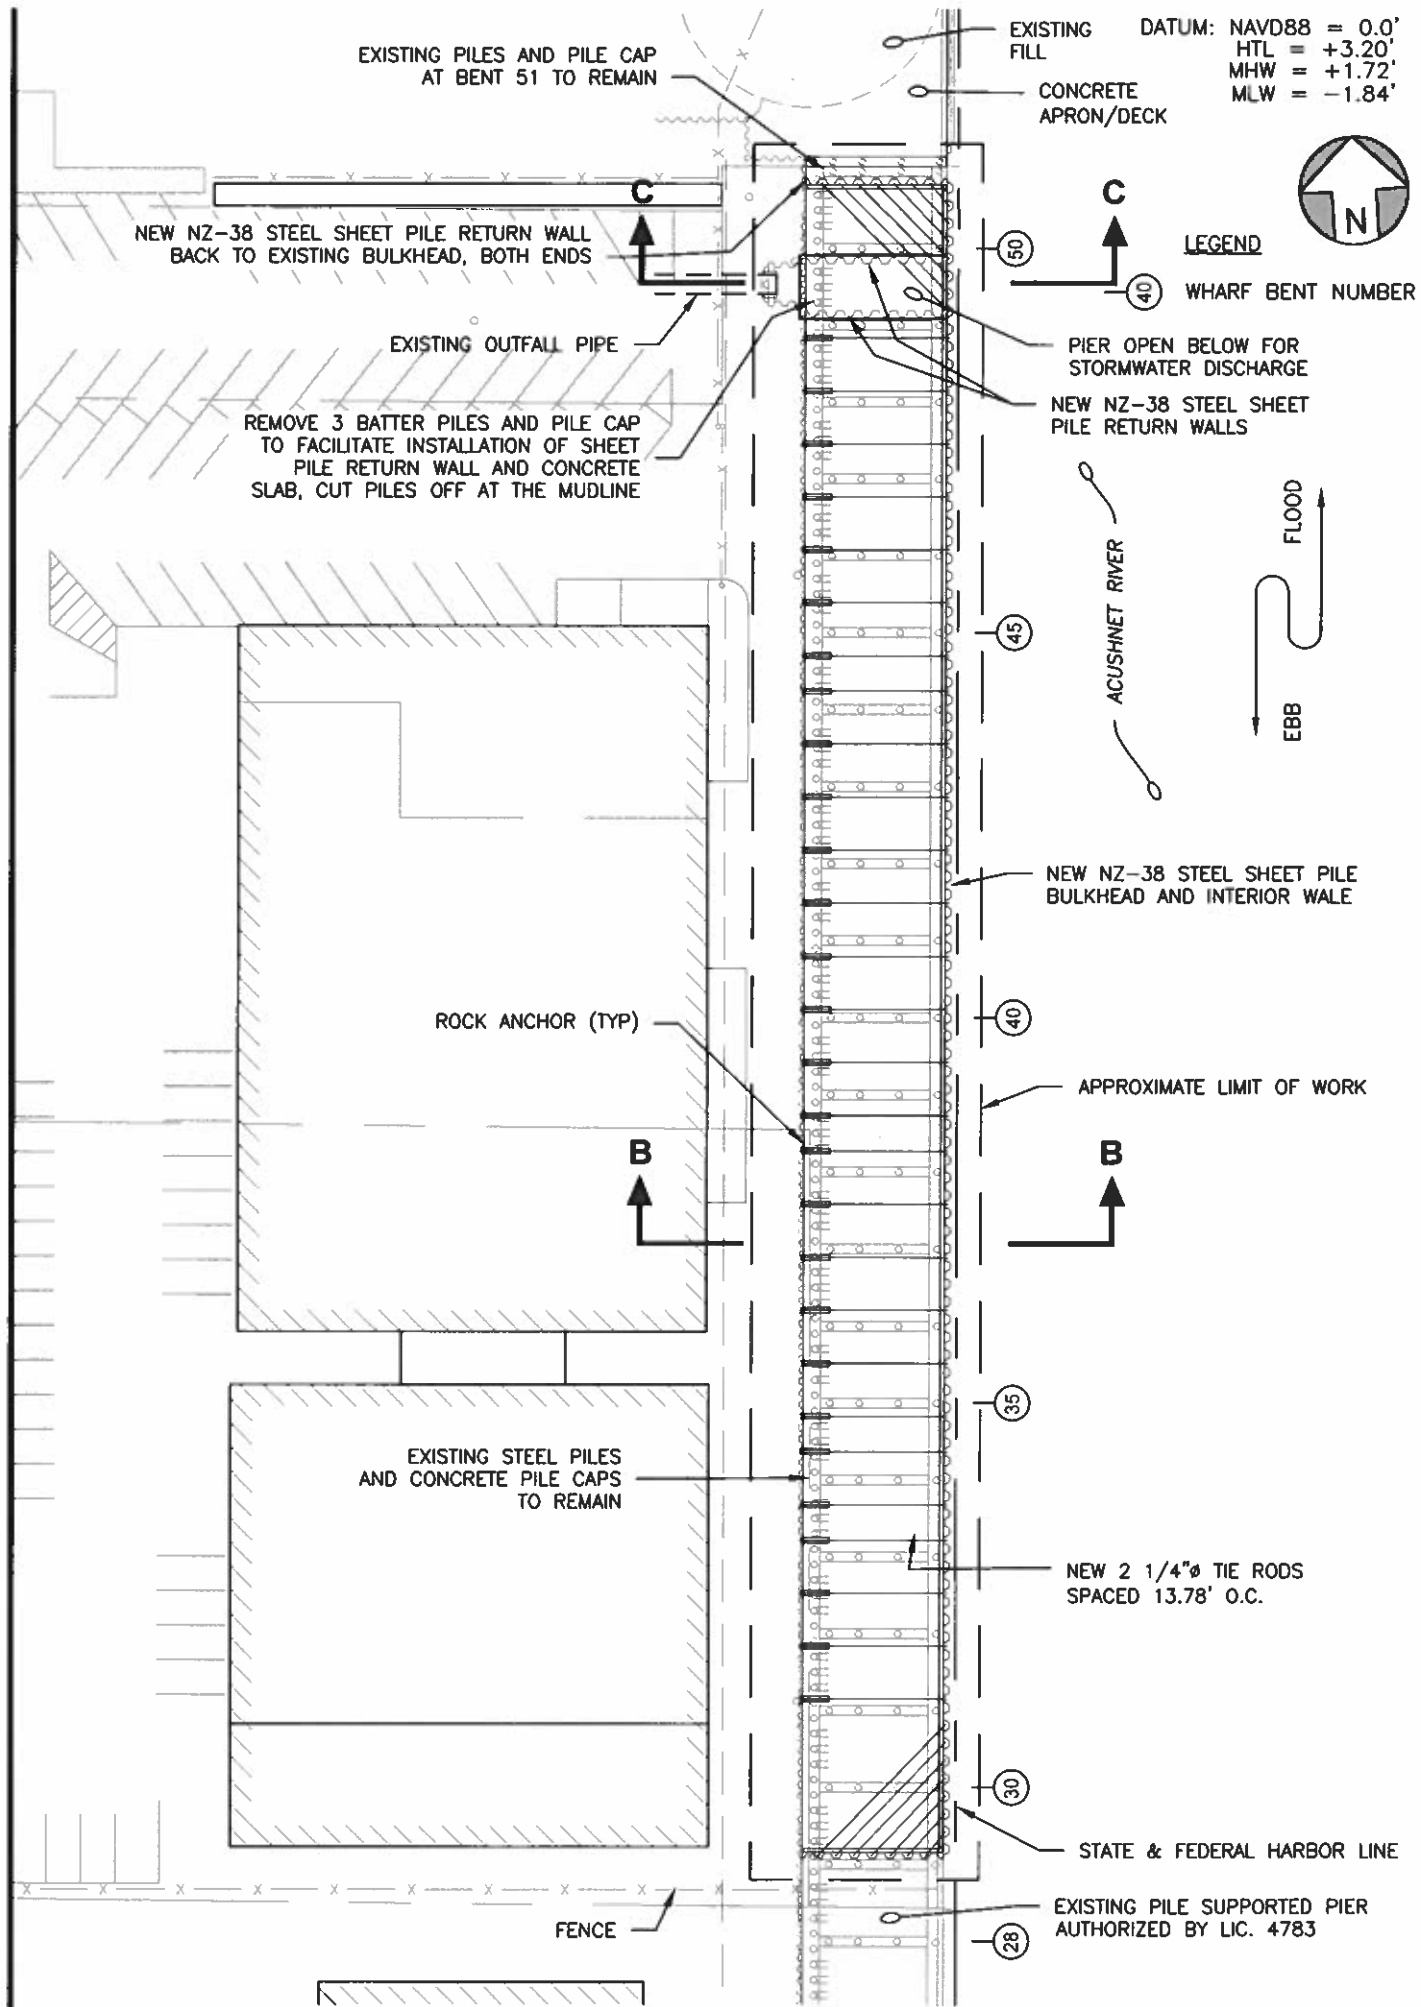 EXISTING PILES AND PILE CAP
AT BENT 51 TO REMAIN
EXISTING
FILL
CONCRETE
APRON/DECK
DATUM: NAVD88 = 0.0'
HTL = +3.20'
MHW = +1.72'
MLW = -1.84'
N
C
C
NEW NZ-38 STEEL SHEET PILE RETURN WALL
BACK TO EXISTING BULKHEAD, BOTH ENDS
50
LEGEND
40 WHARF BENT NUMBER
EXISTING OUTFALL PIPE
PIER OPEN BELOW FOR
STORMWATER DISCHARGE
NEW NZ-38 STEEL SHEET
PILE RETURN WALLS
REMOVE 3 BATTER PILES AND PILE CAP
TO FACILITATE INSTALLATION OF SHEET
PILE RETURN WALL AND CONCRETE
SLAB, CUT PILES OFF AT THE MUDLINE
FLOOD
EBB
ACUSHNET RIVER
45
NEW NZ-38 STEEL SHEET PILE
BULKHEAD AND INTERIOR WALE
ROCK ANCHOR (TYP)
40
APPROXIMATE LIMIT OF WORK
B
B
35
EXISTING STEEL PILES
AND CONCRETE PILE CAPS
TO REMAIN
NEW 2 1/4"ø TIE RODS
SPACED 13.78' O.C.
30
STATE & FEDERAL HARBOR LINE
EXISTING PILE SUPPORTED PIER
AUTHORIZED BY LIC. 4783
FENCE
28